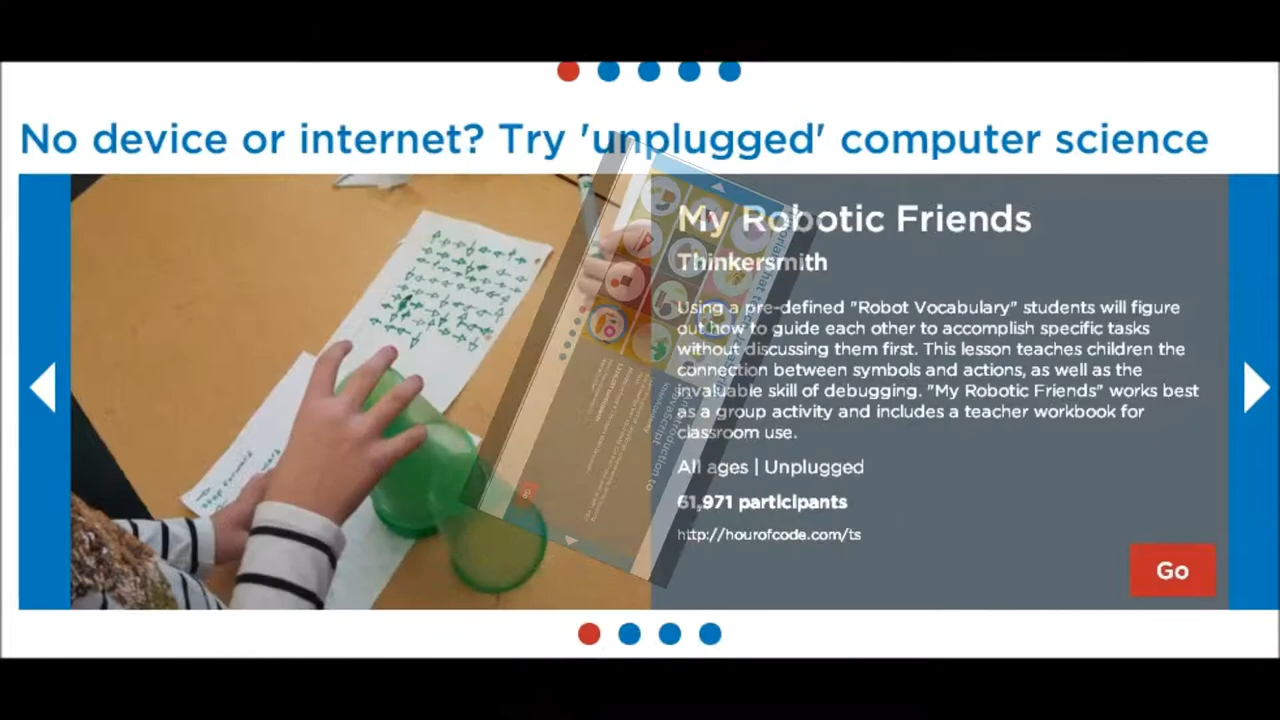 No device or internet? Try 'unplugged' computer science
My Robotic Friends
Thinkersmith
Using a pre-defined "Robot Vocabulary" students will figure
out how to guide each other to accomplish specific tasks
without discussing them first. This lesson teaches children the
connection between symbols and actions, as well as the
invaluable skill of debugging. "My Robotic Friends" works best
as a group activity and includes a teacher workbook for
classroom use.
All ages | Unplugged
61,971 participants
http://hourofcode.com/ts
Go
Introduction to
JavaScript
Go